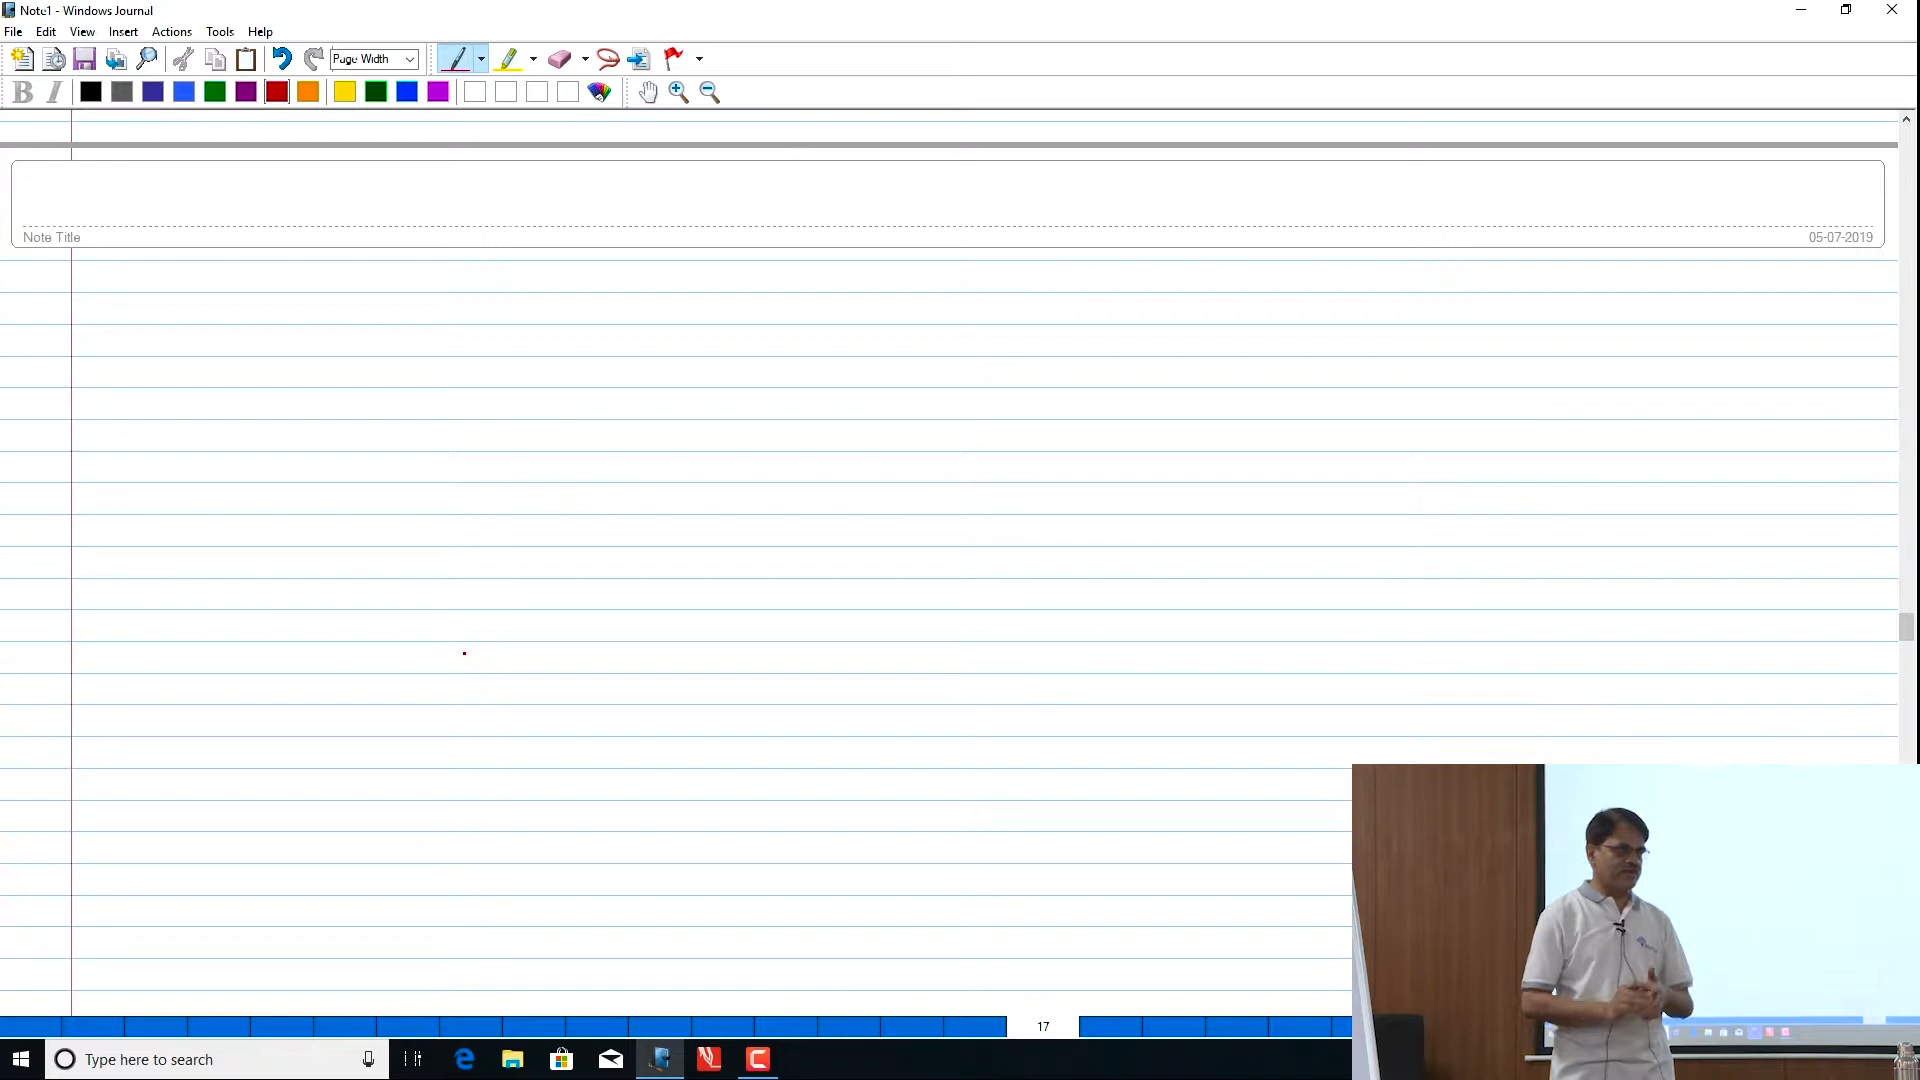 Note1 - Windows Journal
File Edit View Insert Actions Tools Help
Page Width
B I
Note Title
05-07-2019
17
Type here to search